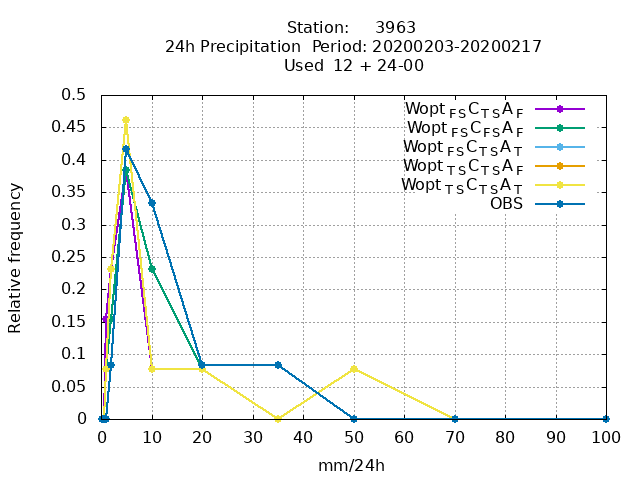 Station: 3963
24h Precipitation Period: 20200203-20200217
Used 12 + 24-00
Wopt FS C TS A F
Wopt FS C FS A F
Wopt FS C TS A T
Wopt TS C TS A F
Wopt TS C TS A T
OBS
Relative frequency
0.5
0.45
0.4
0.35
0.3
0.25
0.2
0.15
0.1
0.05
0
0 10 20 30 40 50 60 70 80 90 100
mm/24h